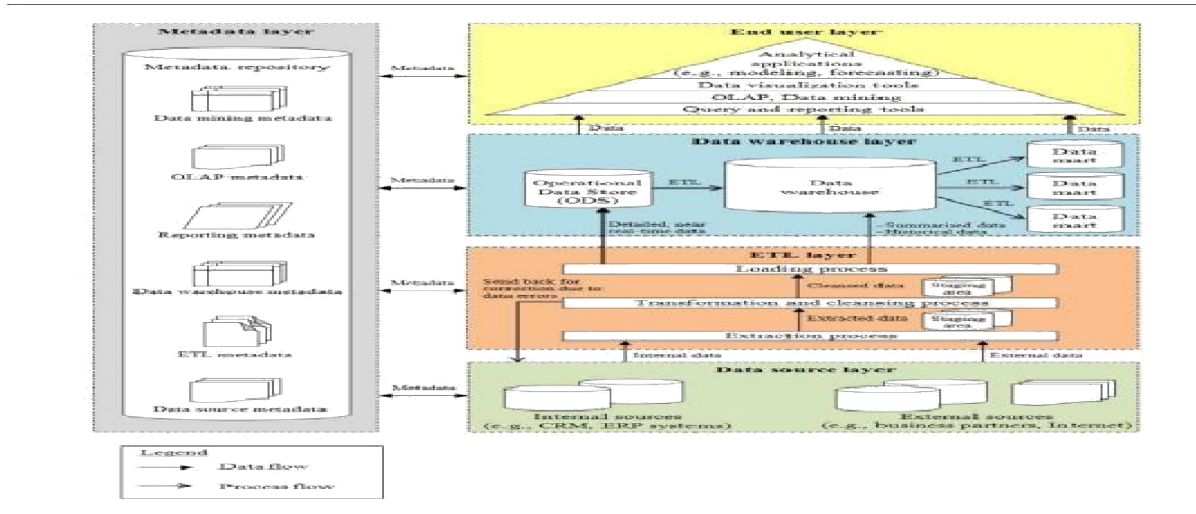 Metadata layer
Metadata repository
Data mining metadata
OLAP metadata
Reporting metadata
Data warehouse metadata
ETL metadata
Data source metadata
Metadata
Metadata
Metadata
Metadata
End user layer
Analytical
applications
(e.g., modeling, forecasting)
Data visualization tools
OLAP, Data mining
Query and reporting tools
Data
Data
Data
Data warehouse layer
Operational
Data Store
(ODS)
ETL
Data
warehouse
ETL
ETL
ETL
Data
mart
Data
mart
Data
mart
Detailed, near
real-time data
-Summarised data
-Historical data
ETL layer
Loading process
Send back for
correction due to
data errors
Cleansed data
Staging
area
Transformation and cleansing process
Extracted data
Staging
area
Extraction process
Internal data
External data
Data source layer
Internal sources
(e.g., CRM, ERP systems)
External sources
(e.g., business partners, Internet)
Legend
Data flow
Process flow